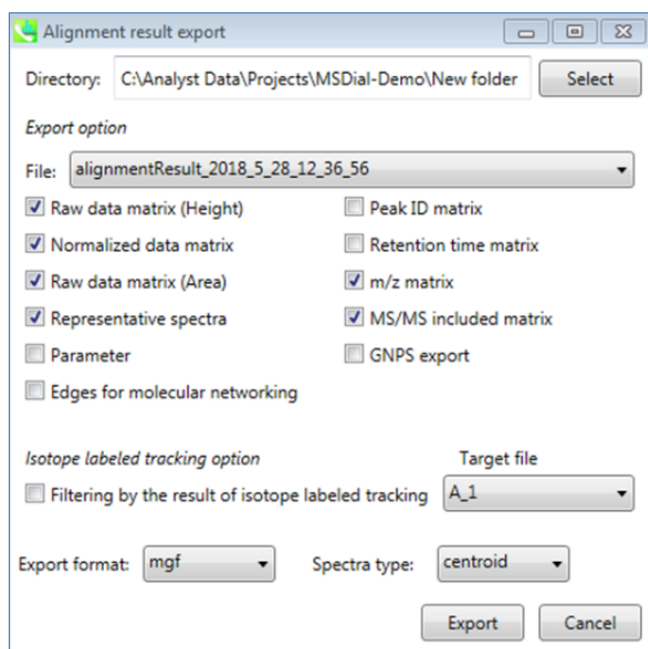 Alignment result export
Directory: C:\Analyst Data\Projects\MSDial-Demo\New folder Select
Export option
File: alignmentResult_2018_5_28_12_36_56
Raw data matrix (Height) Peak ID matrix
Normalized data matrix Retention time matrix
Raw data matrix (Area) m/z matrix
Representative spectra MS/MS included matrix
Parameter GNPS export
Edges for molecular networking
Isotope labeled tracking option Target file
Filtering by the result of isotope labeled tracking A_1
Export format: mgf Spectra type: centroid
Export Cancel